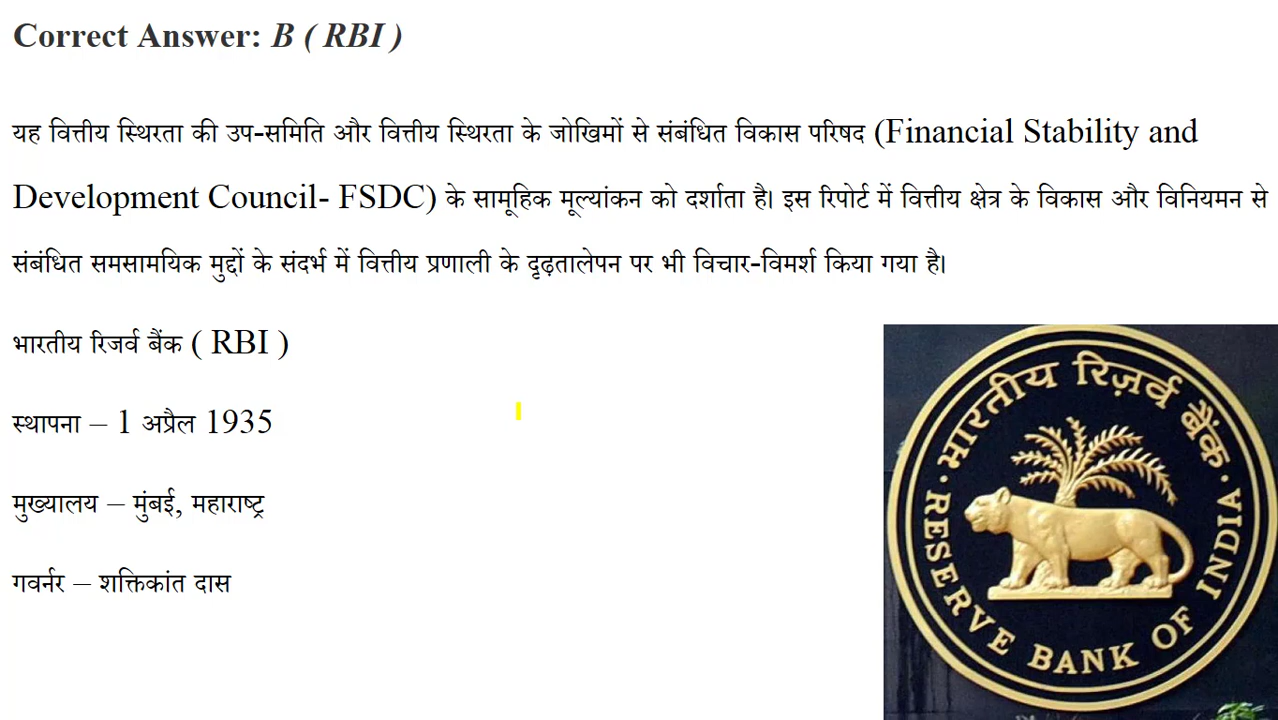 Correct Answer: B ( RBI )
यह वित्तीय स्थिरता की उप-समिति और वित्तीय स्थिरता के जोखिमों से संबंधित विकास परिषद (Financial Stability and
Development Council- FSDC) के सामूहिक मूल्यांकन को दर्शाता है। इस रिपोर्ट में वित्तीय क्षेत्र के विकास और विनियमन से
संबंधित समसामयिक मुद्दों के संदर्भ में वित्तीय प्रणाली के दृढ़तालेपन पर भी विचार-विमर्श किया गया है।
भारतीय रिजर्व बैंक ( RBI )
स्थापना – 1 अप्रैल 1935
मुख्यालय – मुंबई, महाराष्ट्र
गवर्नर – शक्तिकांत दास
भारतीय रिज़र्व बैंक
RESERVE BANK OF INDIA